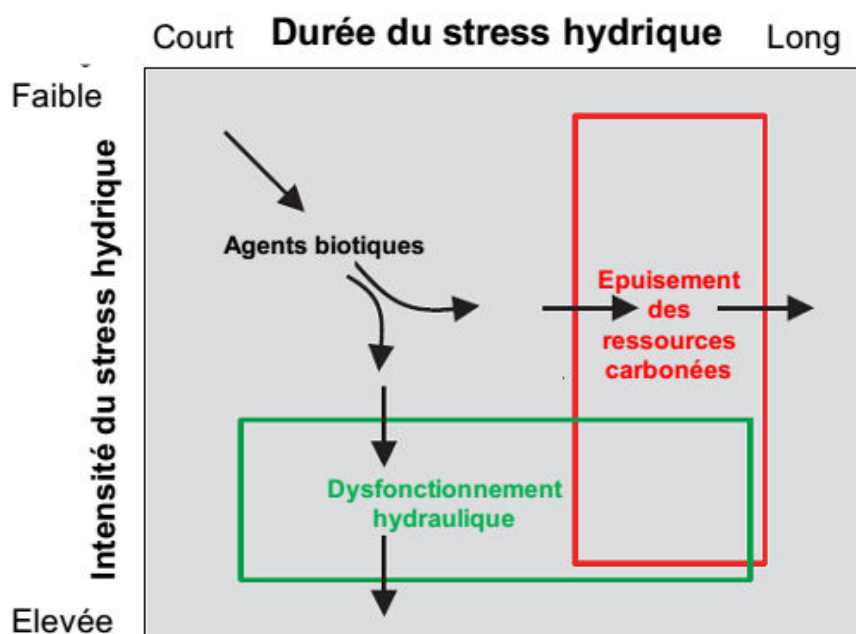 Court Durée du stress hydrique Long
Faible
Intensité du stress hydrique
Agents biotiques
Epuisement
des
ressources
carbonées
Dysfonctionnement
hydraulique
Elevée